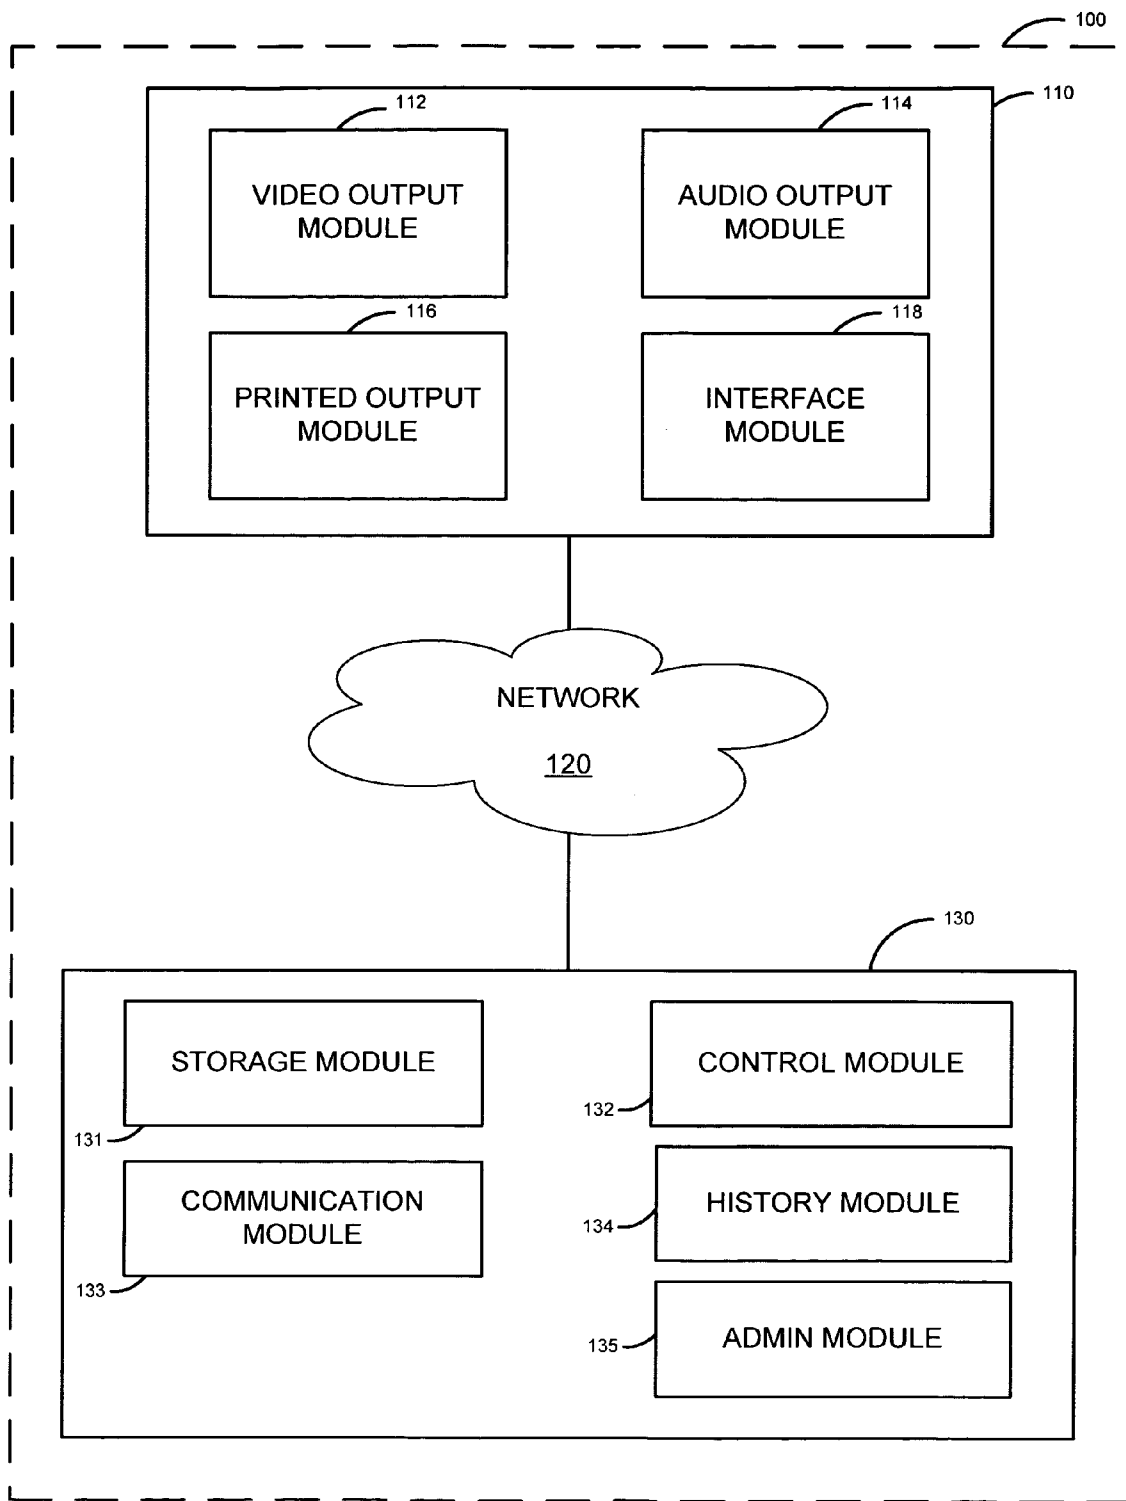 100
110
112
114
VIDEO OUTPUT
MODULE
AUDIO OUTPUT
MODULE
116
118
PRINTED OUTPUT
MODULE
INTERFACE
MODULE
NETWORK
120
130
STORAGE MODULE
CONTROL MODULE
131
132
COMMUNICATION
MODULE
HISTORY MODULE
133
134
ADMIN MODULE
135